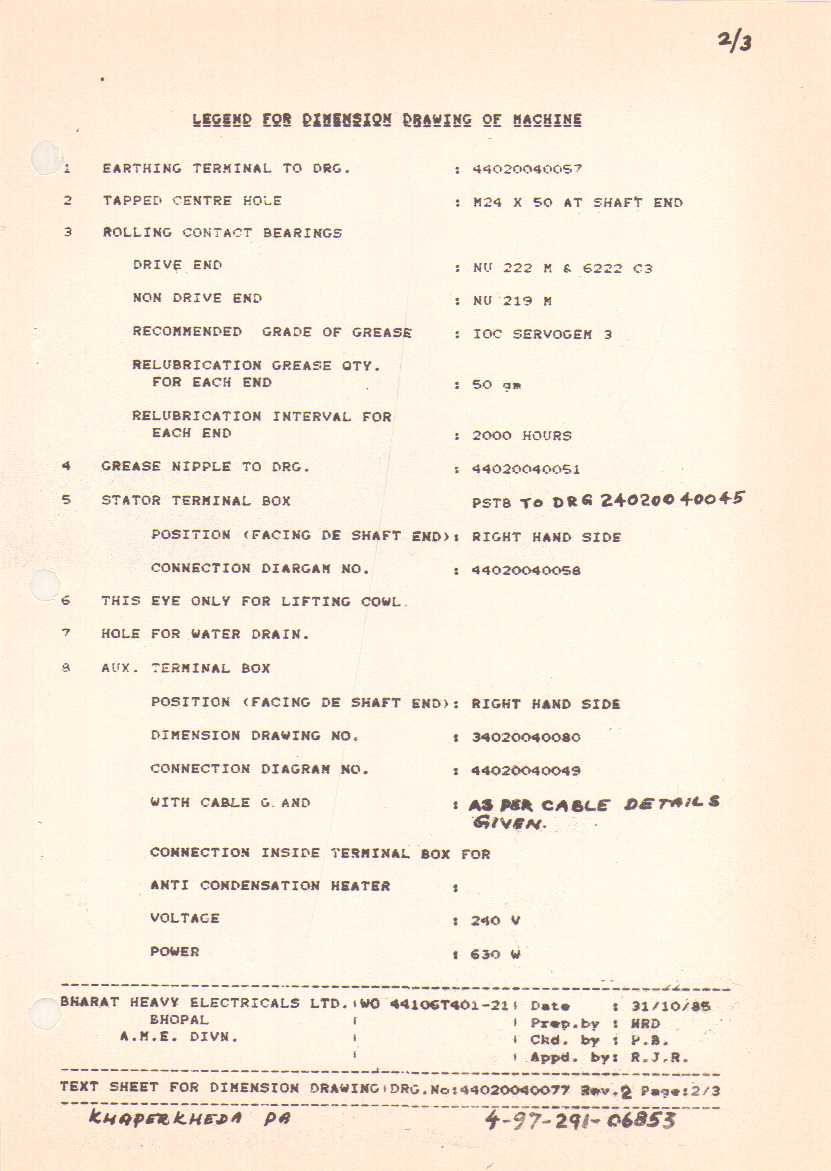 2/3
LEGEND FOR DIMENSION DRAWING OF MACHINE
1 EARTHING TERMINAL TO DRG. : 44020040057
2 TAPPED CENTRE HOLE : M24 X 50 AT SHAFT END
3 ROLLING CONTACT BEARINGS
DRIVE END : NU 222 M & 6222 C3
NON DRIVE END : NU 219 M
RECOMMENDED GRADE OF GREASE : IOC SERVOGEM 3
RELUBRICATION GREASE QTY.
FOR EACH END : 50 gm
RELUBRICATION INTERVAL FOR
EACH END : 2000 HOURS
4 GREASE NIPPLE TO DRG. : 44020040051
5 STATOR TERMINAL BOX PSTB TO DRG 24020040045
POSITION (FACING DE SHAFT END): RIGHT HAND SIDE
CONNECTION DIARGAM NO. : 44020040058
6 THIS EYE ONLY FOR LIFTING COWL.
7 HOLE FOR WATER DRAIN.
8 AUX. TERMINAL BOX
POSITION (FACING DE SHAFT END): RIGHT HAND SIDE
DIMENSION DRAWING NO. : 34020040080
CONNECTION DIAGRAM NO. : 44020040049
WITH CABLE G.AND : AS PER CABLE DETAILS
GIVEN.
CONNECTION INSIDE TERMINAL BOX FOR
ANTI CONDENSATION HEATER :
VOLTAGE : 240 V
POWER : 630 W
BHARAT HEAVY ELECTRICALS LTD. WO 44106T401-21 Date : 31/10/85
BHOPAL Prep.by : HRD
A.M.E. DIVN. Ckd. by : P.B.
Appd. by: R.J.R.
TEXT SHEET FOR DIMENSION DRAWING DRG.No:44020040077 Rev.2 Page:2/3
KHAPERKHEDA PA 4-97-291-06853